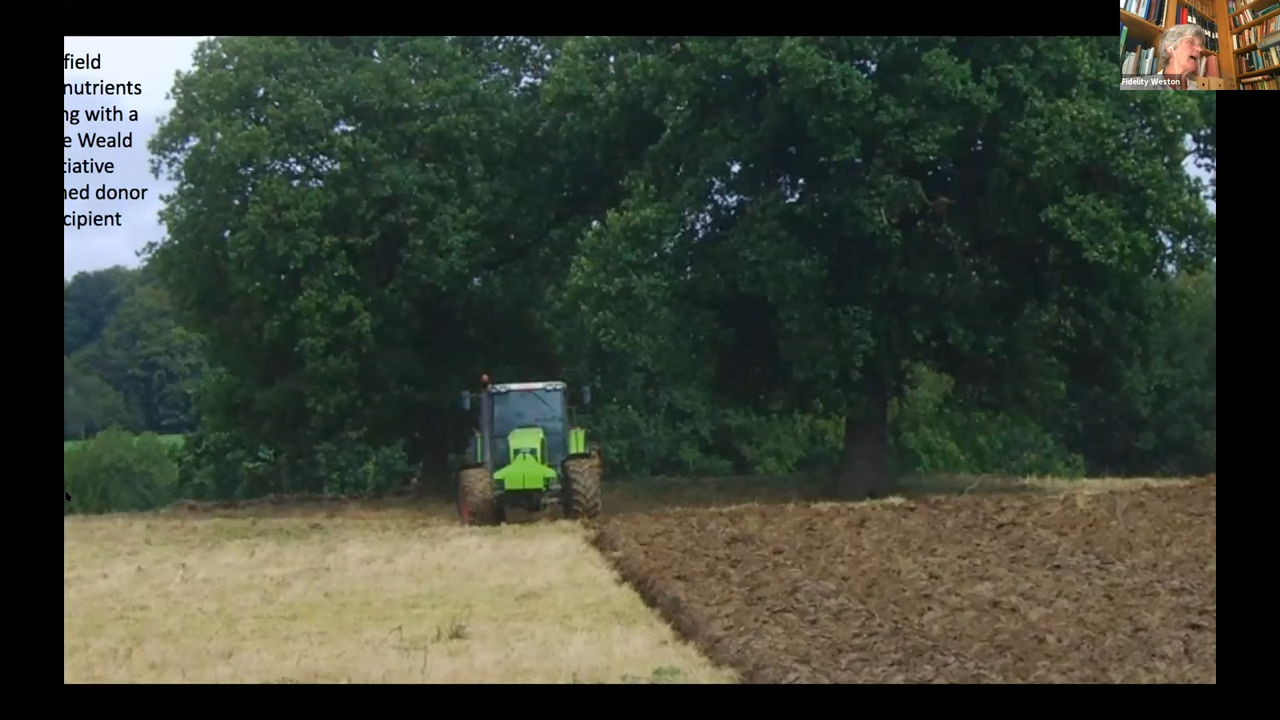 field
nutrients
ng with a
e Weald
tiative
ned donor
cipient
Fidelity Weston